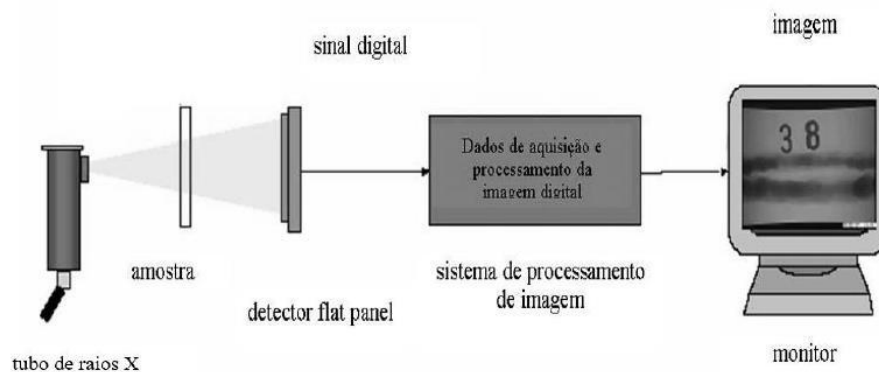 sinal digital
imagem
38
Dados de aquisição e
processamento da
imagem digital
amostra
detector flat panel
sistema de processamento
de imagem
monitor
tubo de raios X